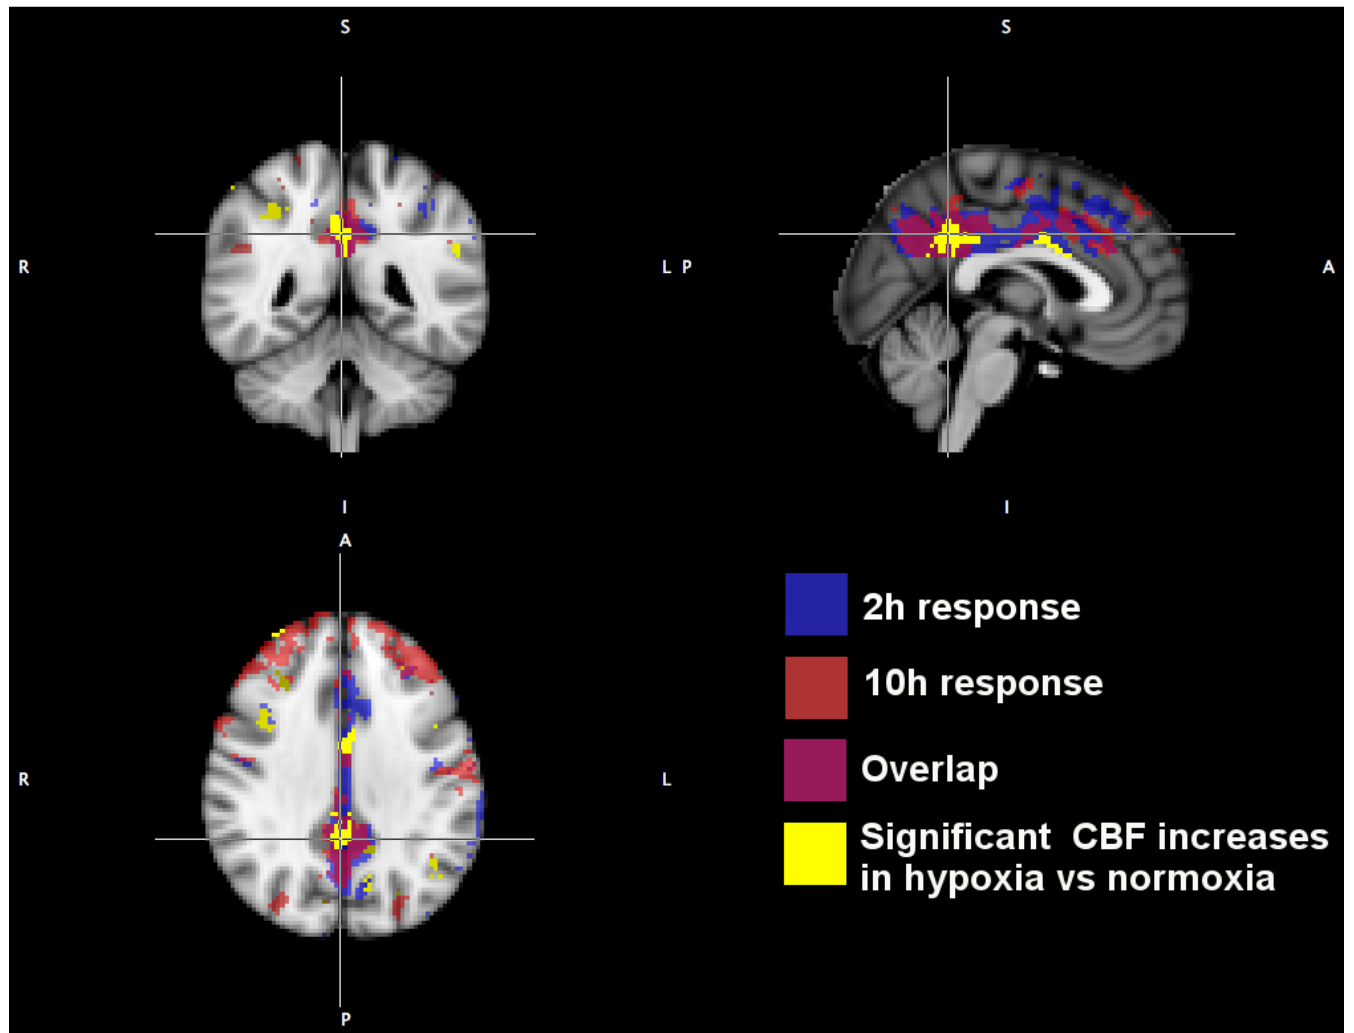 S
S
R
L P
A
I
I
A
2h response
10h response
R
L
Overlap
Significant CBF increases
in hypoxia vs normoxia
P